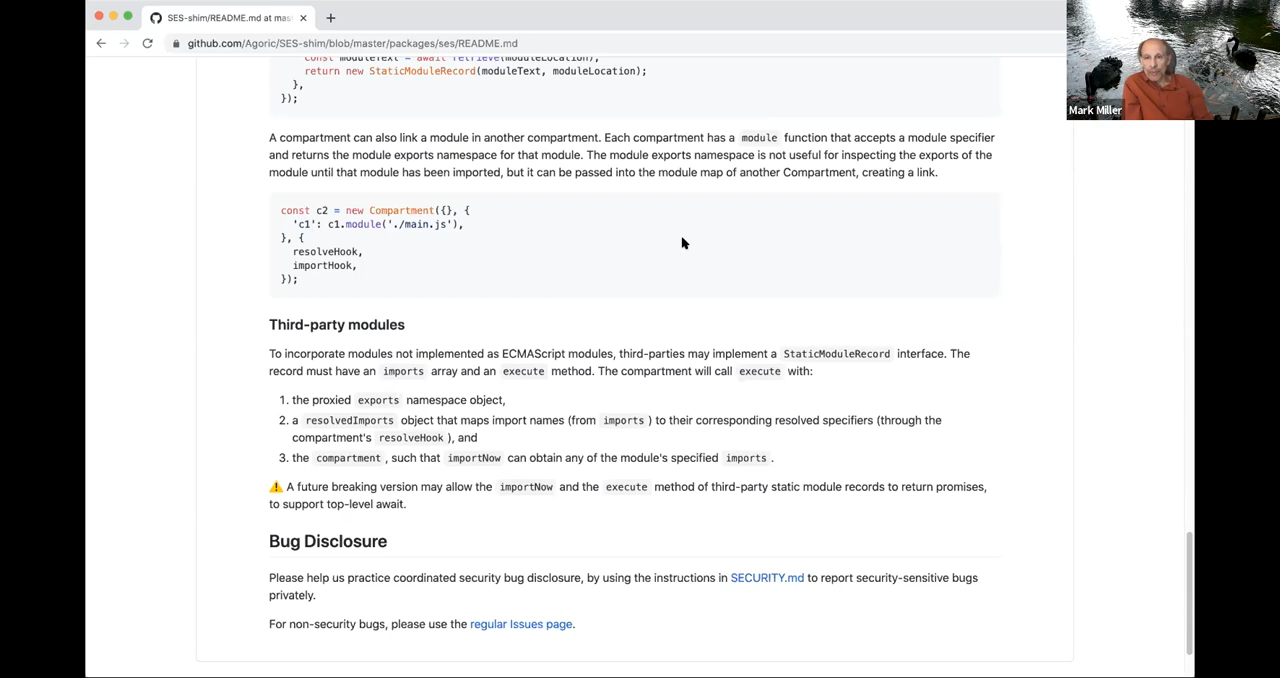 SES-shim/README.md at mas
github.com/Agoric/SES-shim/blob/master/packages/ses/README.md
Mark Miller
const moduleText = await retrieve(moduleLocation);
return new StaticModuleRecord(moduleText, moduleLocation);
},
});
A compartment can also link a module in another compartment. Each compartment has a module function that accepts a module specifier
and returns the module exports namespace for that module. The module exports namespace is not useful for inspecting the exports of the
module until that module has been imported, but it can be passed into the module map of another Compartment, creating a link.
const c2 = new Compartment({}, {
'c1': c1.module('./main.js'),
}, {
resolveHook,
importHook,
});
Third-party modules
To incorporate modules not implemented as ECMAScript modules, third-parties may implement a StaticModuleRecord interface. The
record must have an imports array and an execute method. The compartment will call execute with:
1. the proxied exports namespace object,
2. a resolvedImports object that maps import names (from imports ) to their corresponding resolved specifiers (through the
compartment's resolveHook ), and
3. the compartment , such that importNow can obtain any of the module's specified imports .
⚠️ A future breaking version may allow the importNow and the execute method of third-party static module records to return promises,
to support top-level await.
Bug Disclosure
Please help us practice coordinated security bug disclosure, by using the instructions in SECURITY.md to report security-sensitive bugs
privately.
For non-security bugs, please use the regular Issues page.